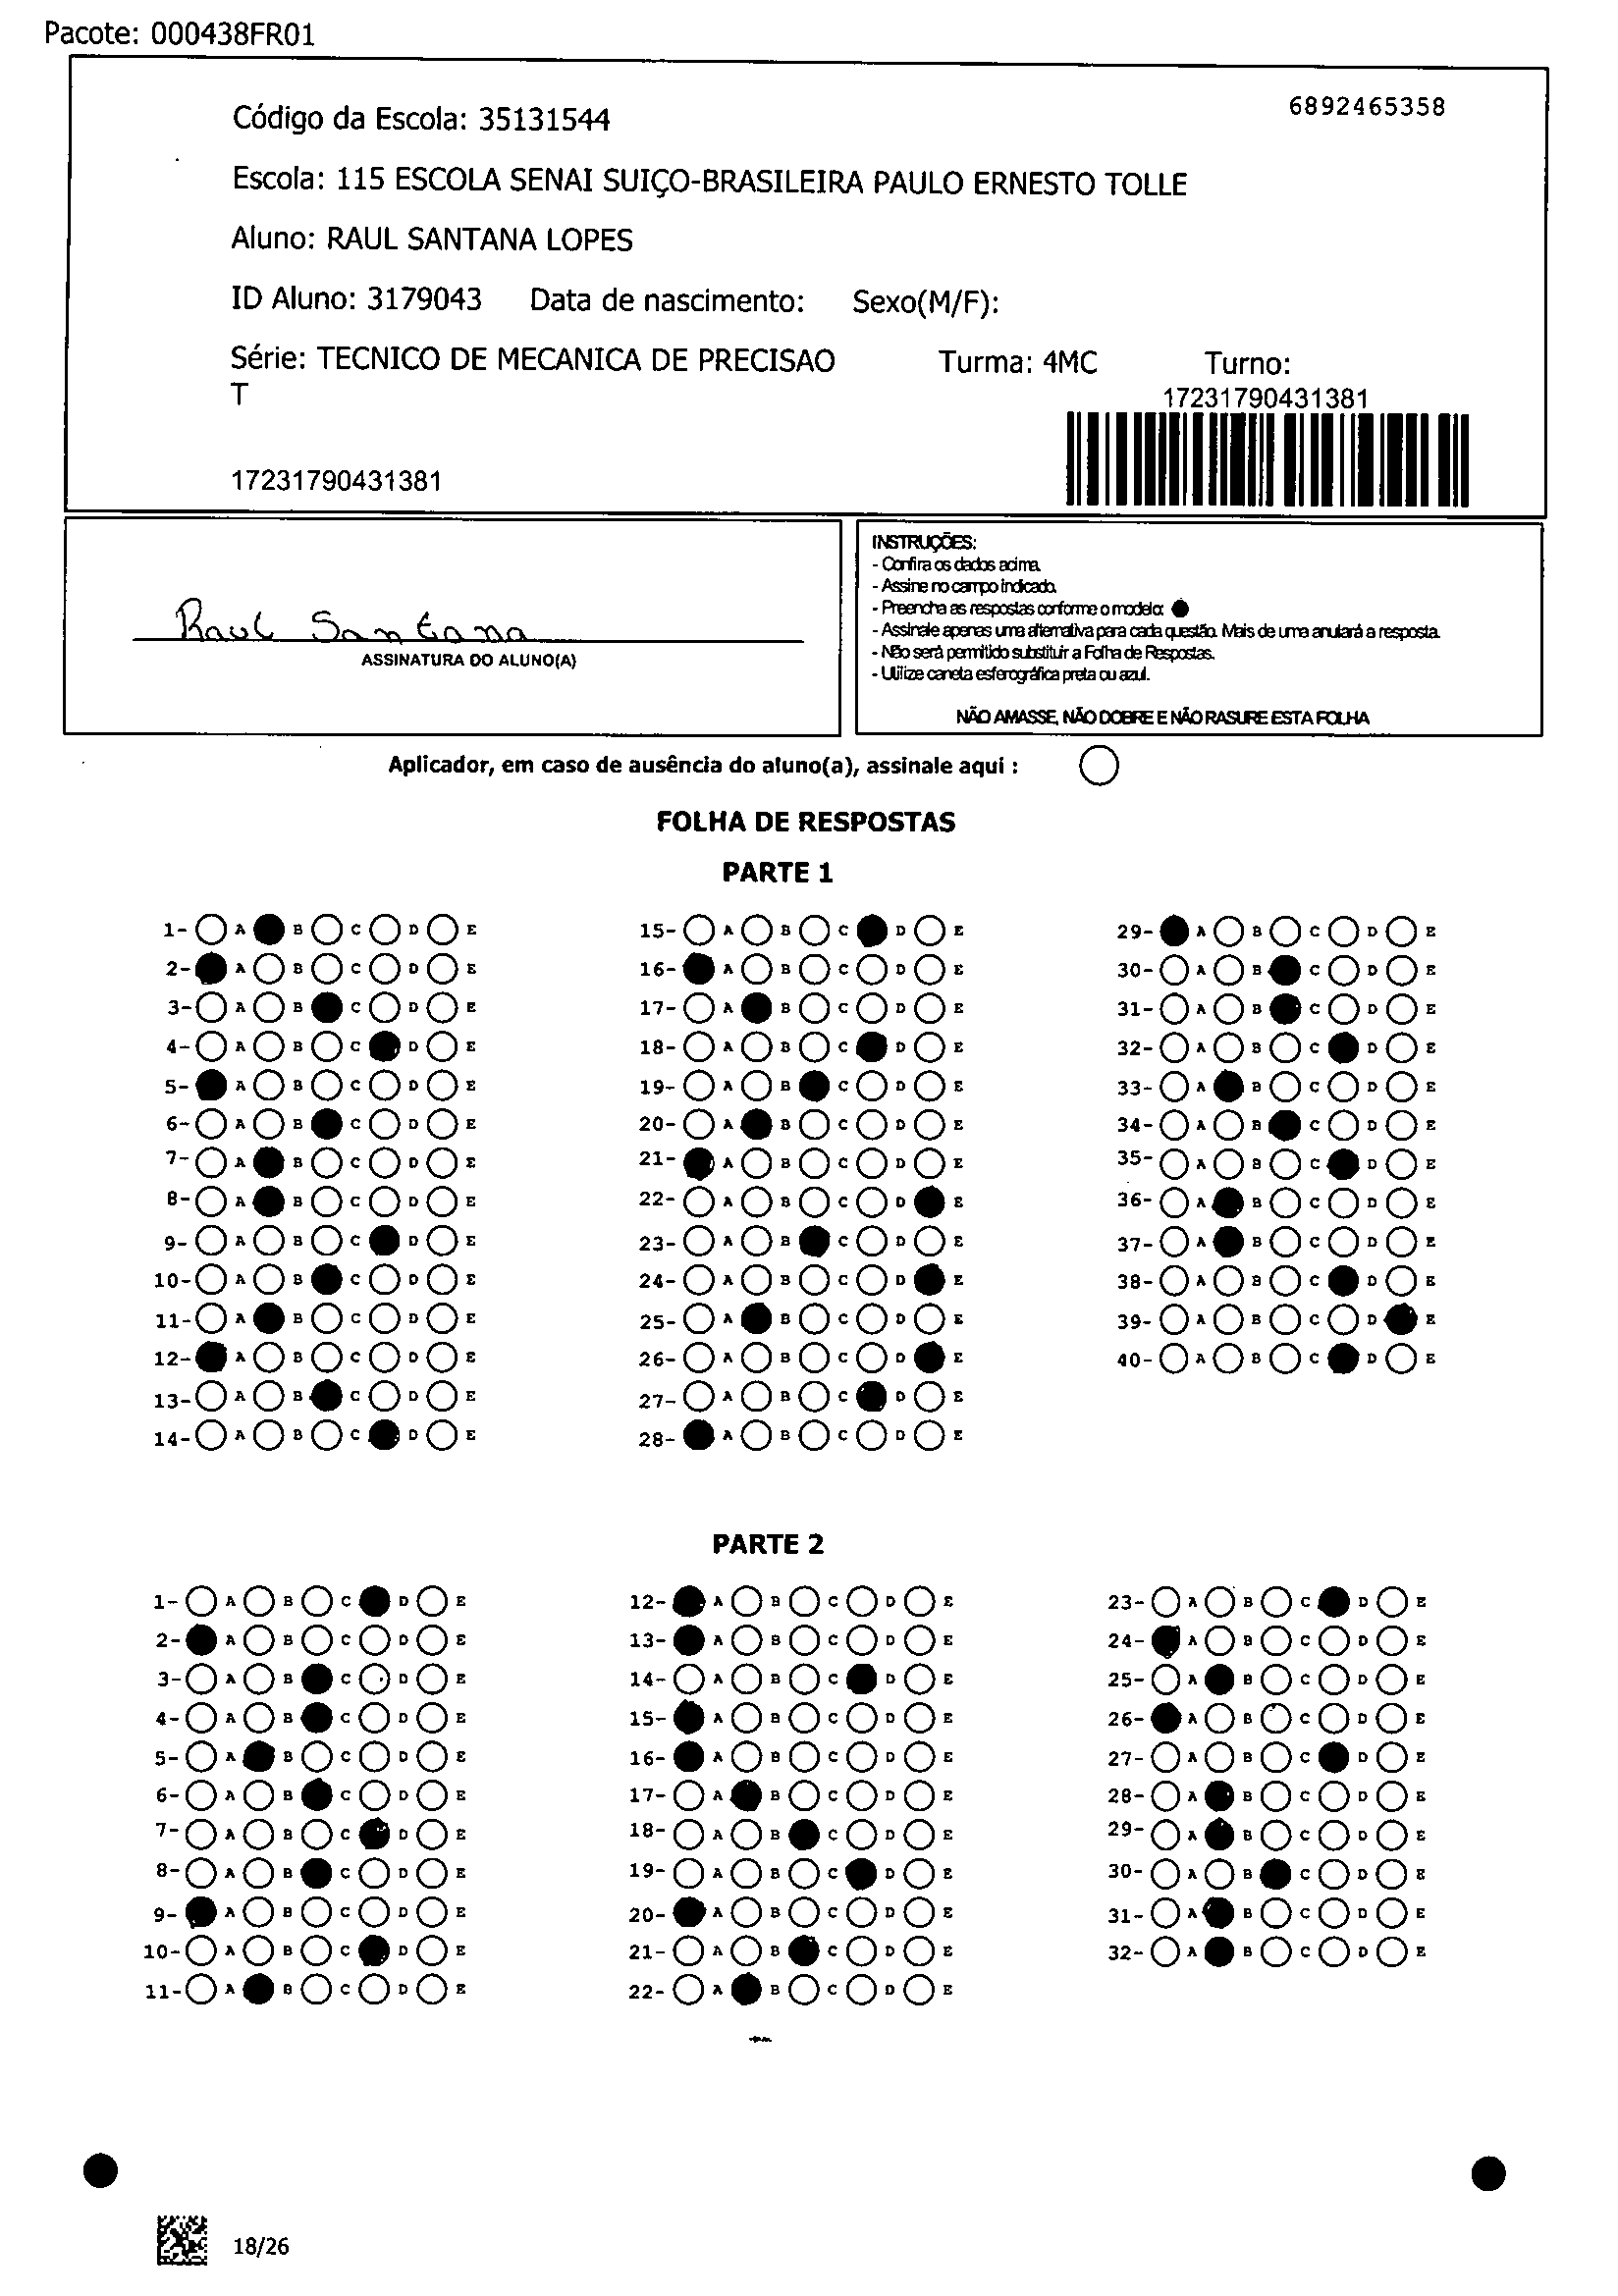 Pacote: 000438FR01
6892465358
Código da Escola: 35131544
Escola: 115 ESCOLA SENAI SUIÇO-BRASILEIRA PAULO ERNESTO TOLLE
Aluno: RAUL SANTANA LOPES
ID Aluno: 3179043 Data de nascimento: Sexo(M/F):
Série: TECNICO DE MECANICA DE PRECISAO Turma: 4MC Turno:
T
17231790431381
17231790431381
Raul Santana
ASSINATURA DO ALUNO(A)
INSTRUÇÕES:
- Confira os dados acima.
- Assine no campo indicado.
- Preencha as respostas conforme o modelo:
- Assinale apenas uma alternativa para cada questão. Mais de uma anulará a resposta.
- Não será permitido substituir a Folha de Respostas.
- Utilize caneta esferográfica preta ou azul.
NÃO AMASSE, NÃO DOBRE E NÃO RASURE ESTA FOLHA
Aplicador, em caso de ausência do aluno(a), assinale aqui :
FOLHA DE RESPOSTAS
PARTE 1
1- A B C D E 15- A B C D E 29- A B C D E
2- A B C D E 16- A B C D E 30- A B C D E
3- A B C D E 17- A B C D E 31- A B C D E
4- A B C D E 18- A B C D E 32- A B C D E
5- A B C D E 19- A B C D E 33- A B C D E
6- A B C D E 20- A B C D E 34- A B C D E
7- A B C D E 21- A B C D E 35- A B C D E
8- A B C D E 22- A B C D E 36- A B C D E
9- A B C D E 23- A B C D E 37- A B C D E
10- A B C D E 24- A B C D E 38- A B C D E
11- A B C D E 25- A B C D E 39- A B C D E
12- A B C D E 26- A B C D E 40- A B C D E
13- A B C D E 27- A B C D E
14- A B C D E 28- A B C D E
PARTE 2
1- A B C D E 12- A B C D E 23- A B C D E
2- A B C D E 13- A B C D E 24- A B C D E
3- A B C D E 14- A B C D E 25- A B C D E
4- A B C D E 15- A B C D E 26- A B C D E
5- A B C D E 16- A B C D E 27- A B C D E
6- A B C D E 17- A B C D E 28- A B C D E
7- A B C D E 18- A B C D E 29- A B C D E
8- A B C D E 19- A B C D E 30- A B C D E
9- A B C D E 20- A B C D E 31- A B C D E
10- A B C D E 21- A B C D E 32- A B C D E
11- A B C D E 22- A B C D E
18/26